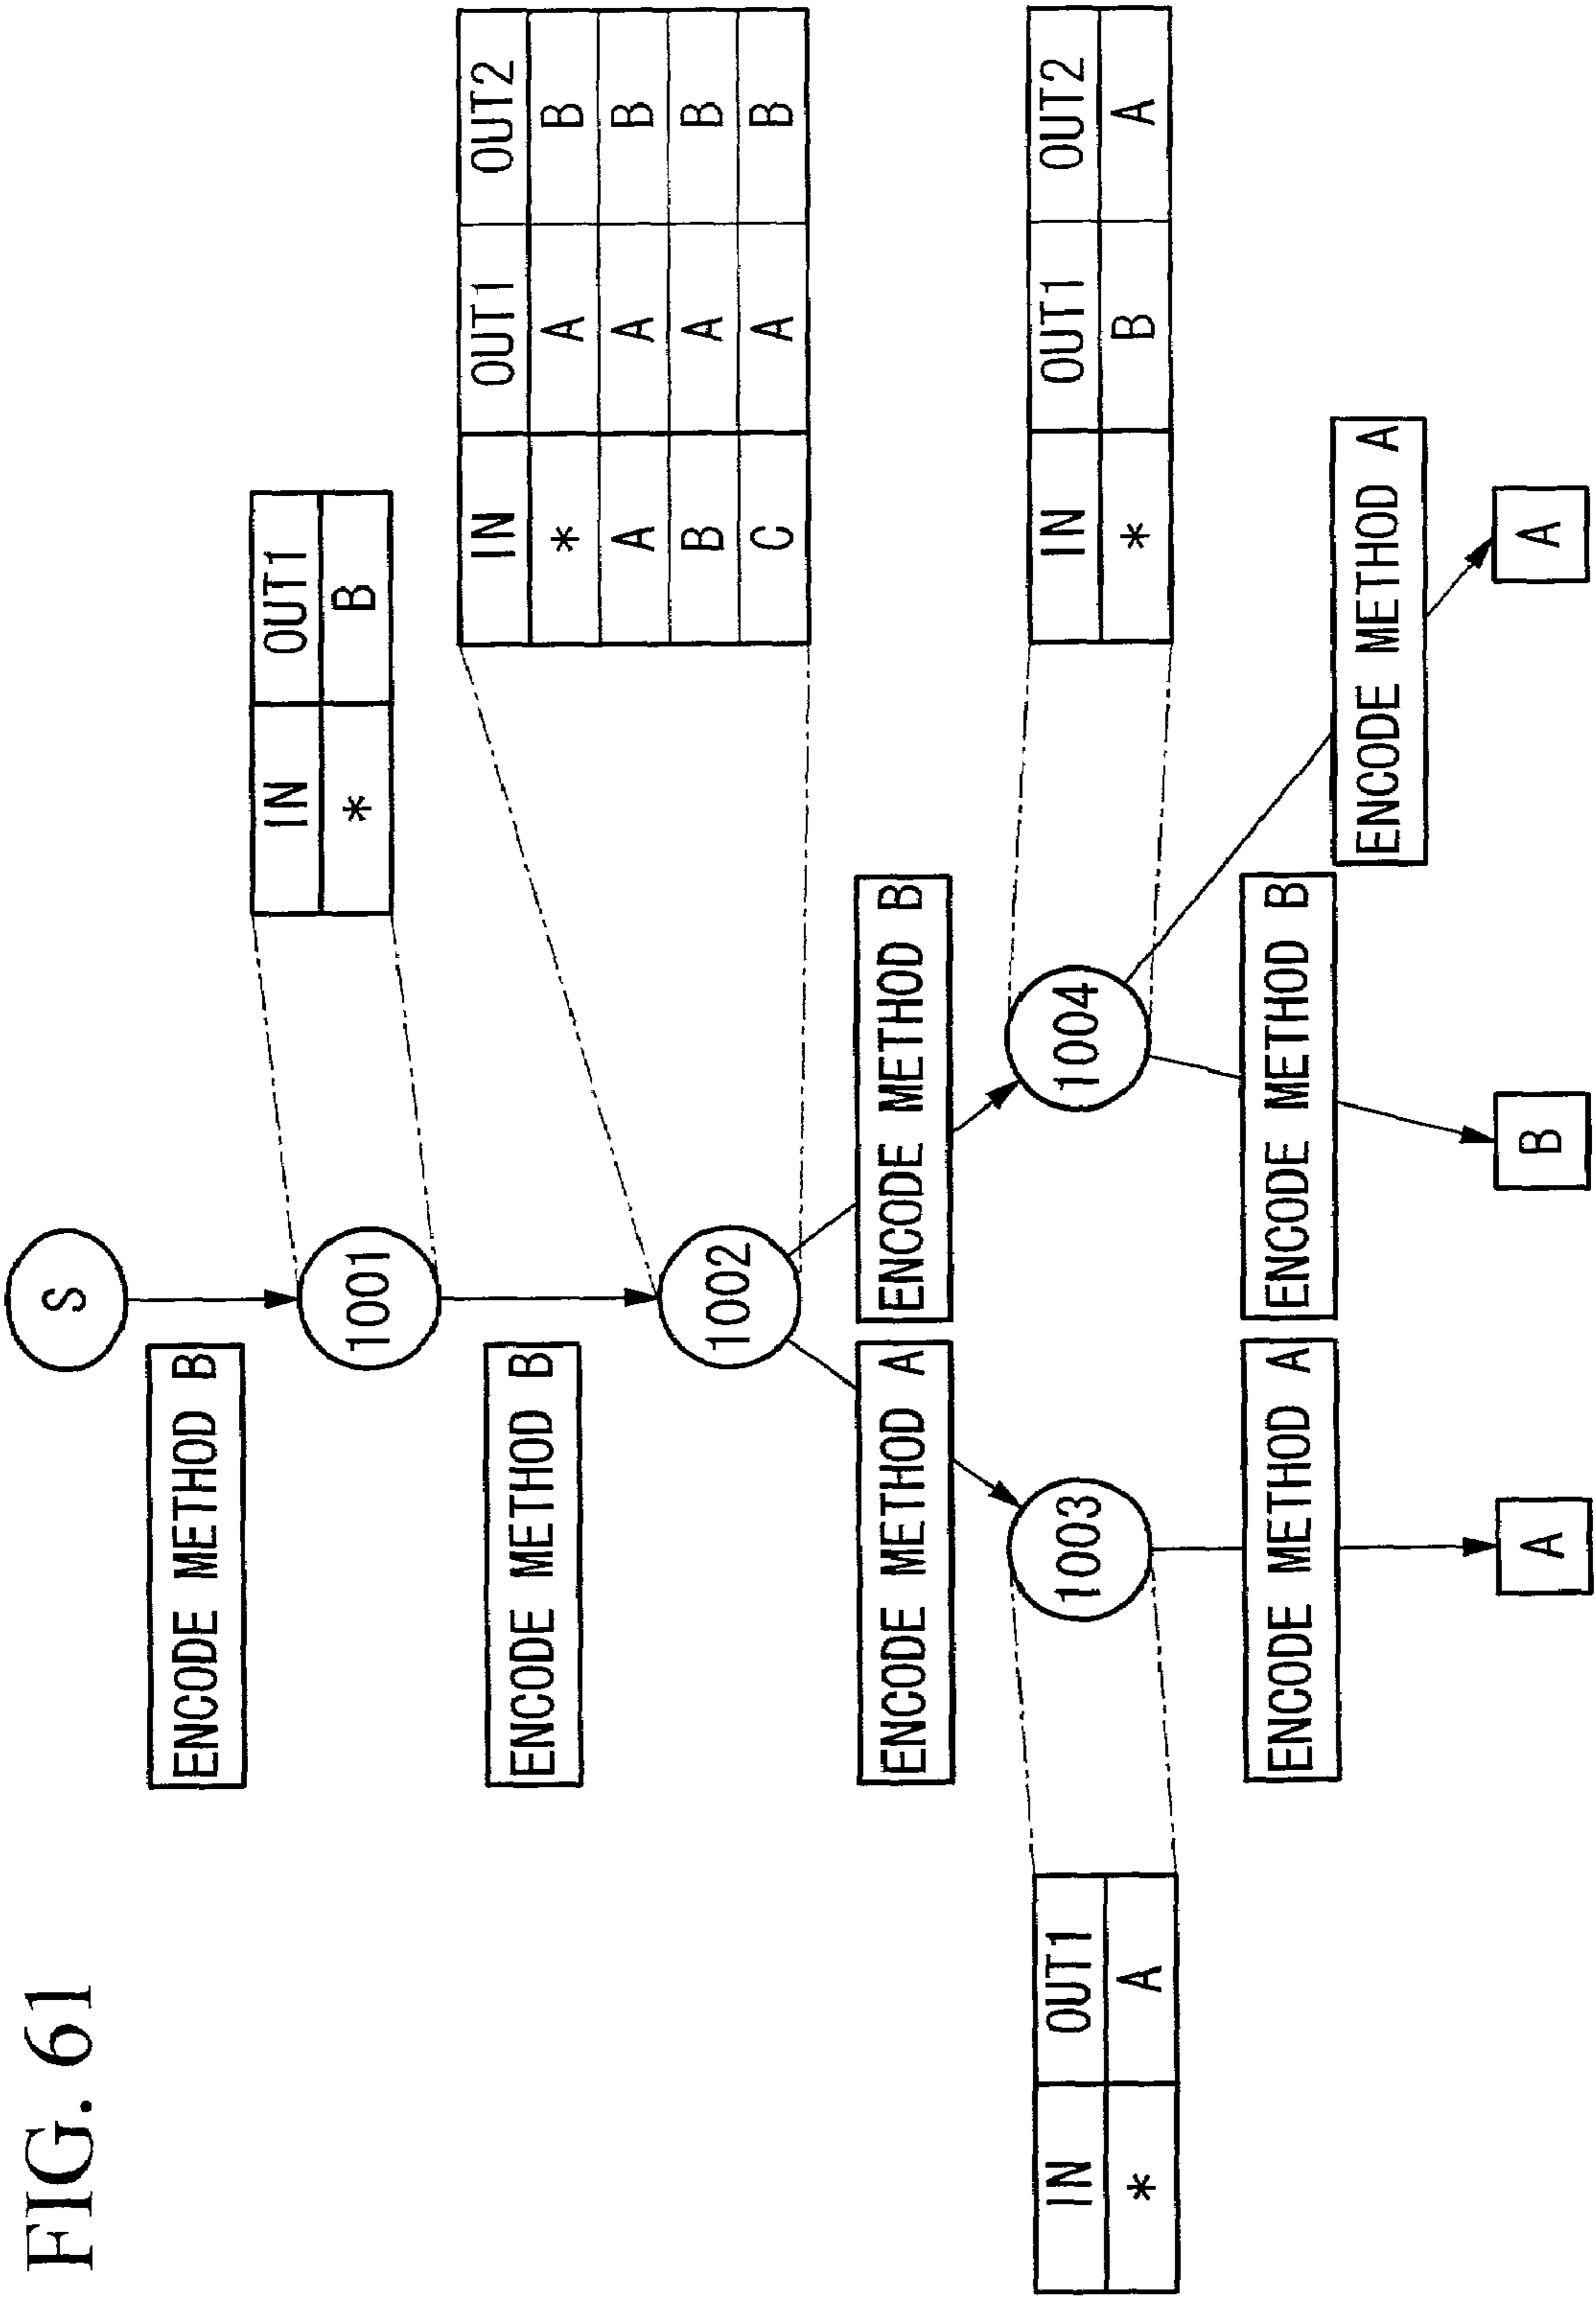 FIG. 61
S
ENCODE METHOD B
1001
IN OUT1
* B
ENCODE METHOD B
1002
IN OUT1 OUT2
* A B
A A B
B A B
C A B
ENCODE METHOD A
ENCODE METHOD B
IN OUT1
* A
1003
1004
IN OUT1 OUT2
* B A
ENCODE METHOD A
ENCODE METHOD B
ENCODE METHOD A
A
B
A